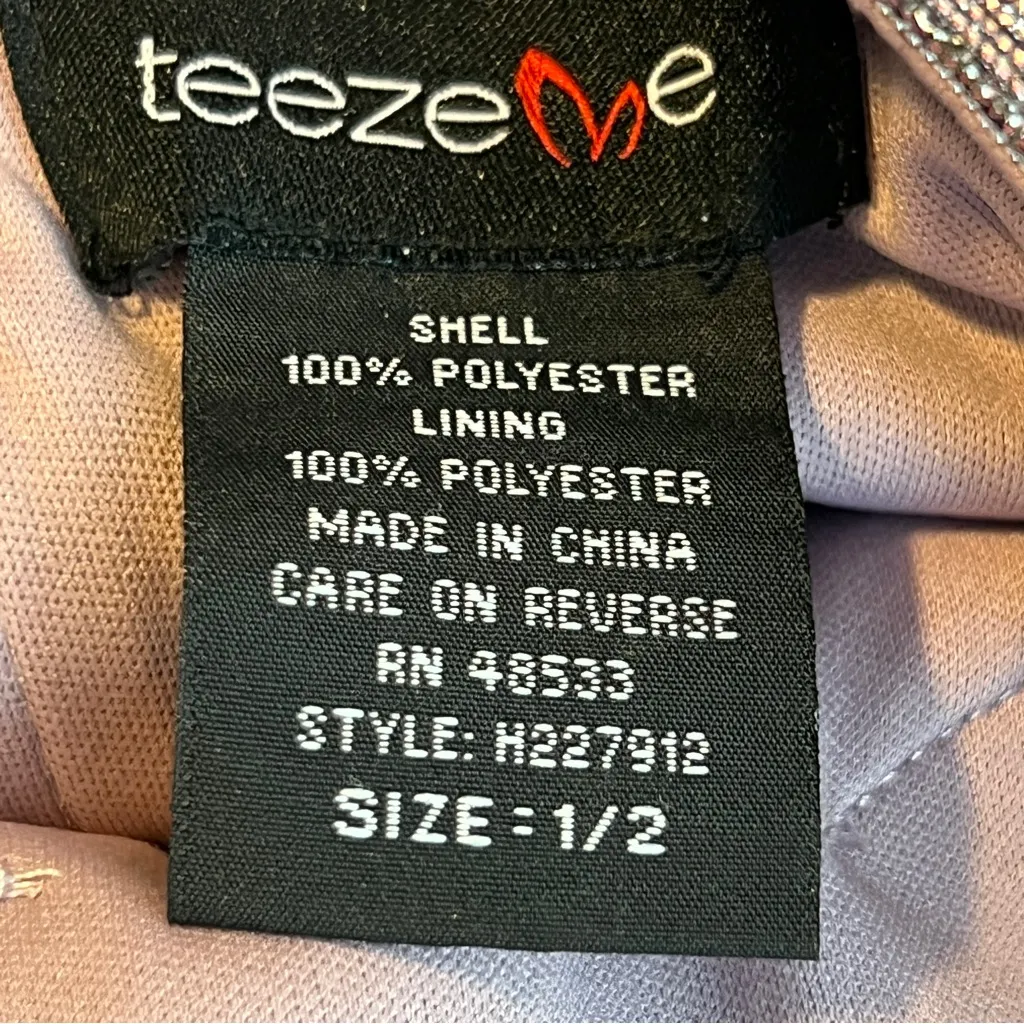 teezeMe
SHELL
100% POLYESTER
LINING
100% POLYESTER
MADE IN CHINA
CARE ON REVERSE
RN 48533
STYLE: H227912
SIZE=1/2